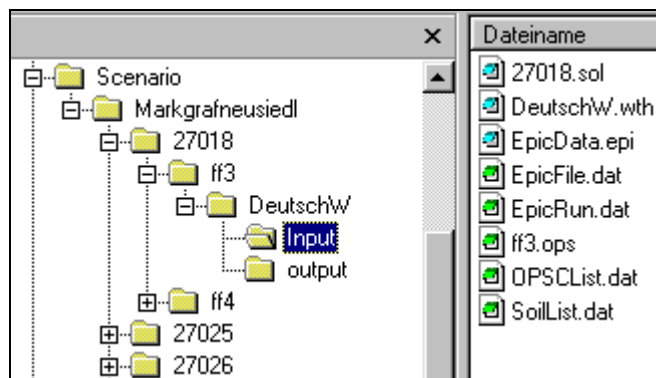 Scenario
Markgrafneusiedl
27018
ff3
DeutschW
Input
output
ff4
27025
27026
Dateiname
27018.sol
DeutschW.wth
EpicData.epi
EpicFile.dat
EpicRun.dat
ff3.ops
OPSCList.dat
SoilList.dat